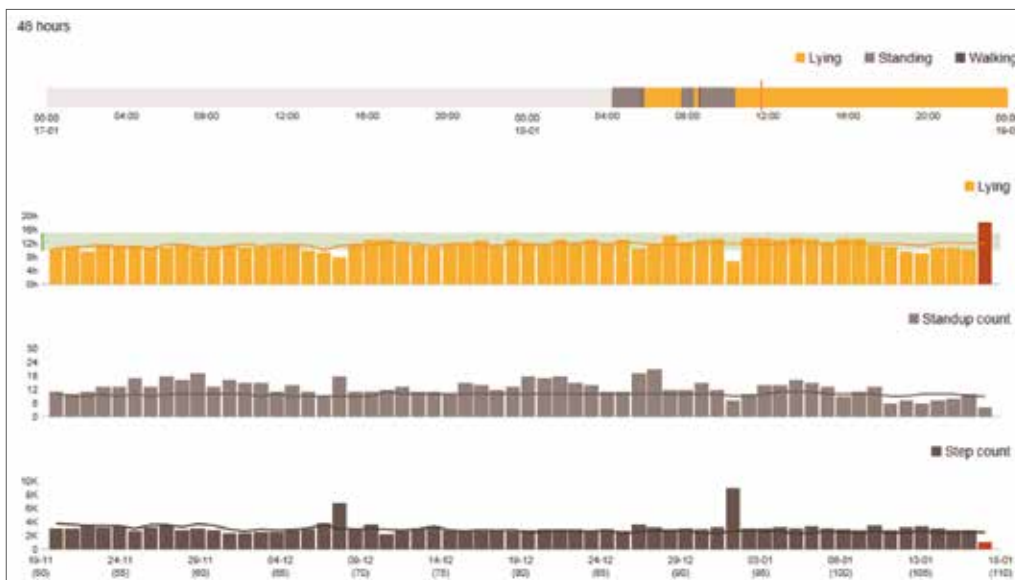 48 hours
Lying Standing Walking
00:00 04:00 08:00 12:00 16:00 20:00 00:00 04:00 08:00 12:00 16:00 20:00 00:00
17-01 18-01 19-0
Lying
20h
16h
12h
8h
4h
0h
Standup count
30
24
18
12
6
0
Step count
10K
8K
6K
4K
2K
0
19-11 24-11 29-11 04-12 09-12 14-12 19-12 24-12 29-12 03-01 08-01 13-01 18-01
(50) (55) (60) (65) (70) (75) (80) (85) (90) (95) (100) (105) (110)